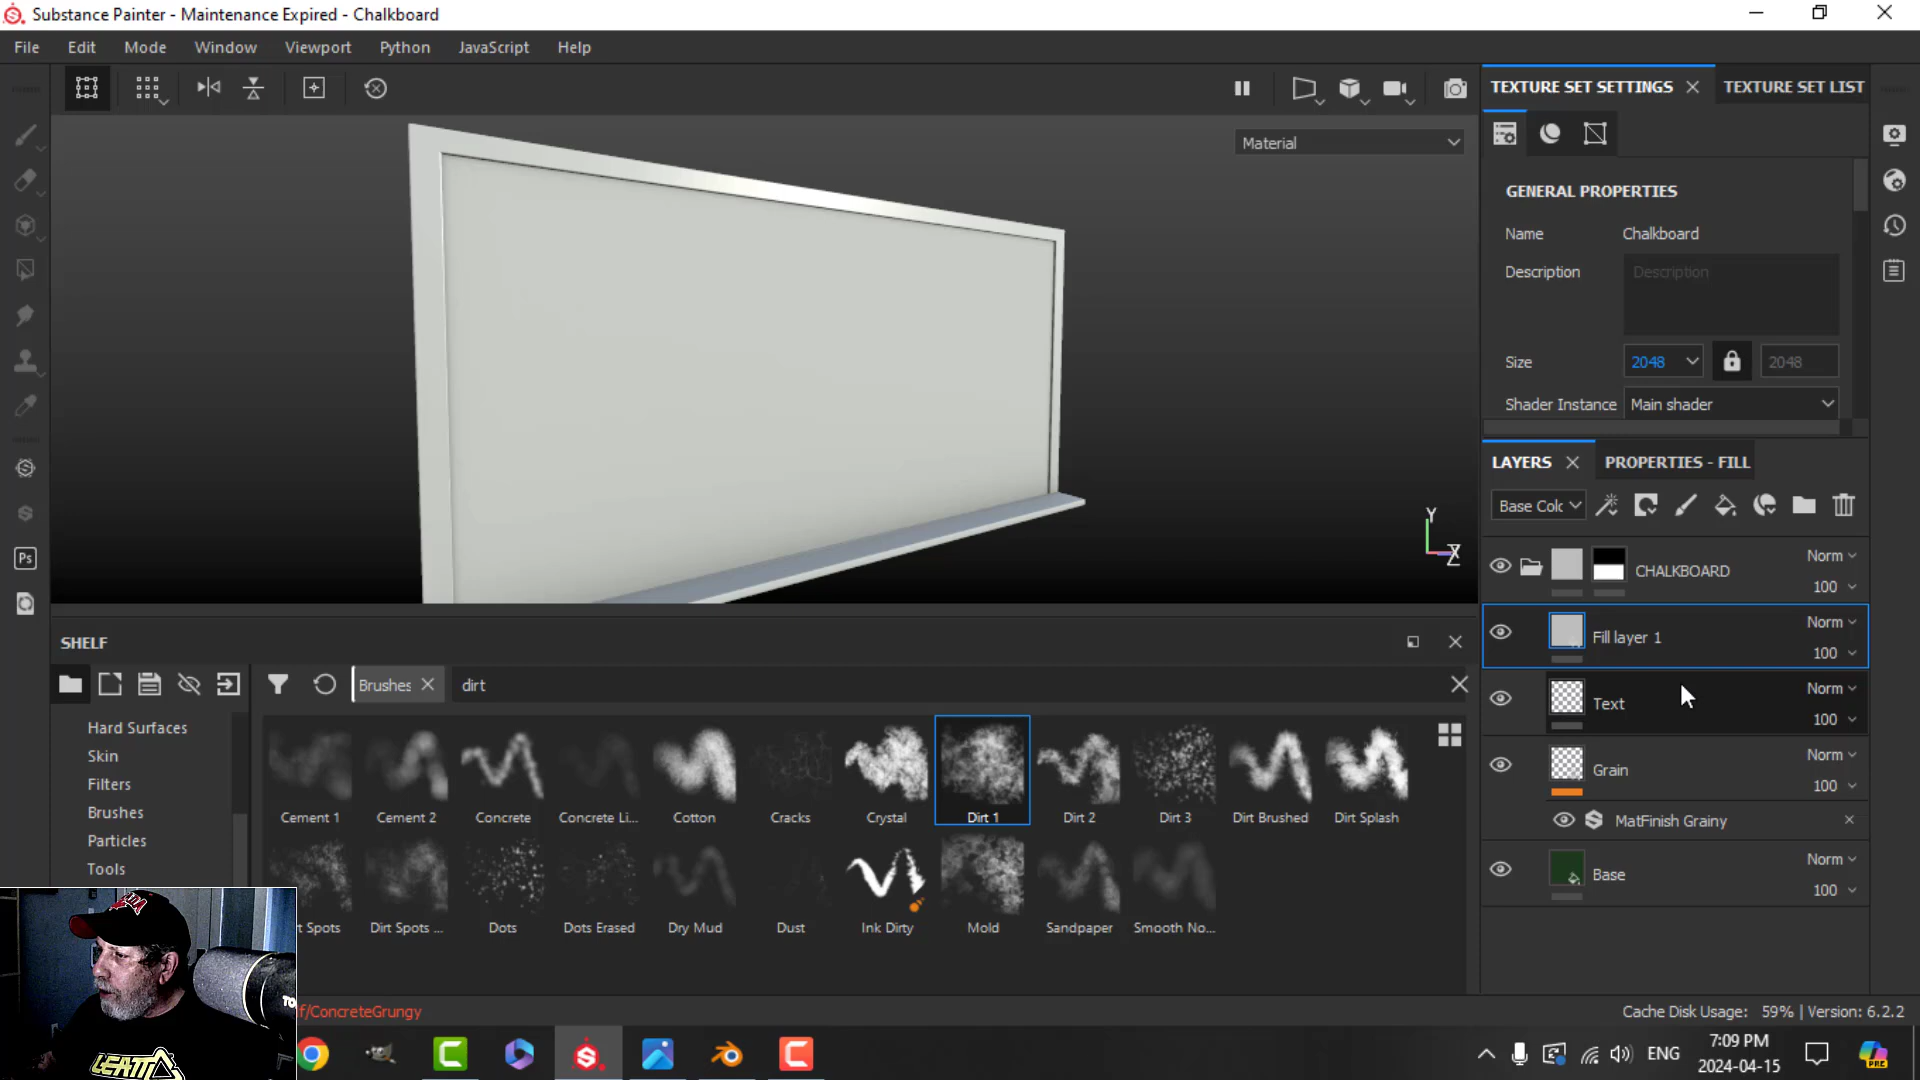 Substance Painter - Maintenance Expired - Chalkboard
File Edit Mode Window Viewport Python JavaScript Help
Material
Y
Z
TEXTURE SET SETTINGS TEXTURE SET LIST
GENERAL PROPERTIES
Name Chalkboard
Description Description
Size 2048 2048
Shader Instance Main shader
LAYERS PROPERTIES - FILL
Base Colc
CHALKBOARD Norm 100
Fill layer 1 Norm 100
Text Norm 100
Grain Norm 100
MatFinish Grainy
Base Norm 100
SHELF
Brushes dirt
Hard Surfaces
Skin
Filters
Brushes
Particles
Tools
Cement 1 Cement 2 Concrete Concrete Li... Cotton Cracks Crystal Dirt 1 Dirt 2 Dirt 3 Dirt Brushed Dirt Splash
rt Spots Dirt Spots ... Dots Dots Erased Dry Mud Dust Ink Dirty Mold Sandpaper Smooth No...
f/ConcreteGrungy
Cache Disk Usage: 59% | Version: 6.2.2
Ps
LEATT
TO
ENG
7:09 PM
2024-04-15
PRE